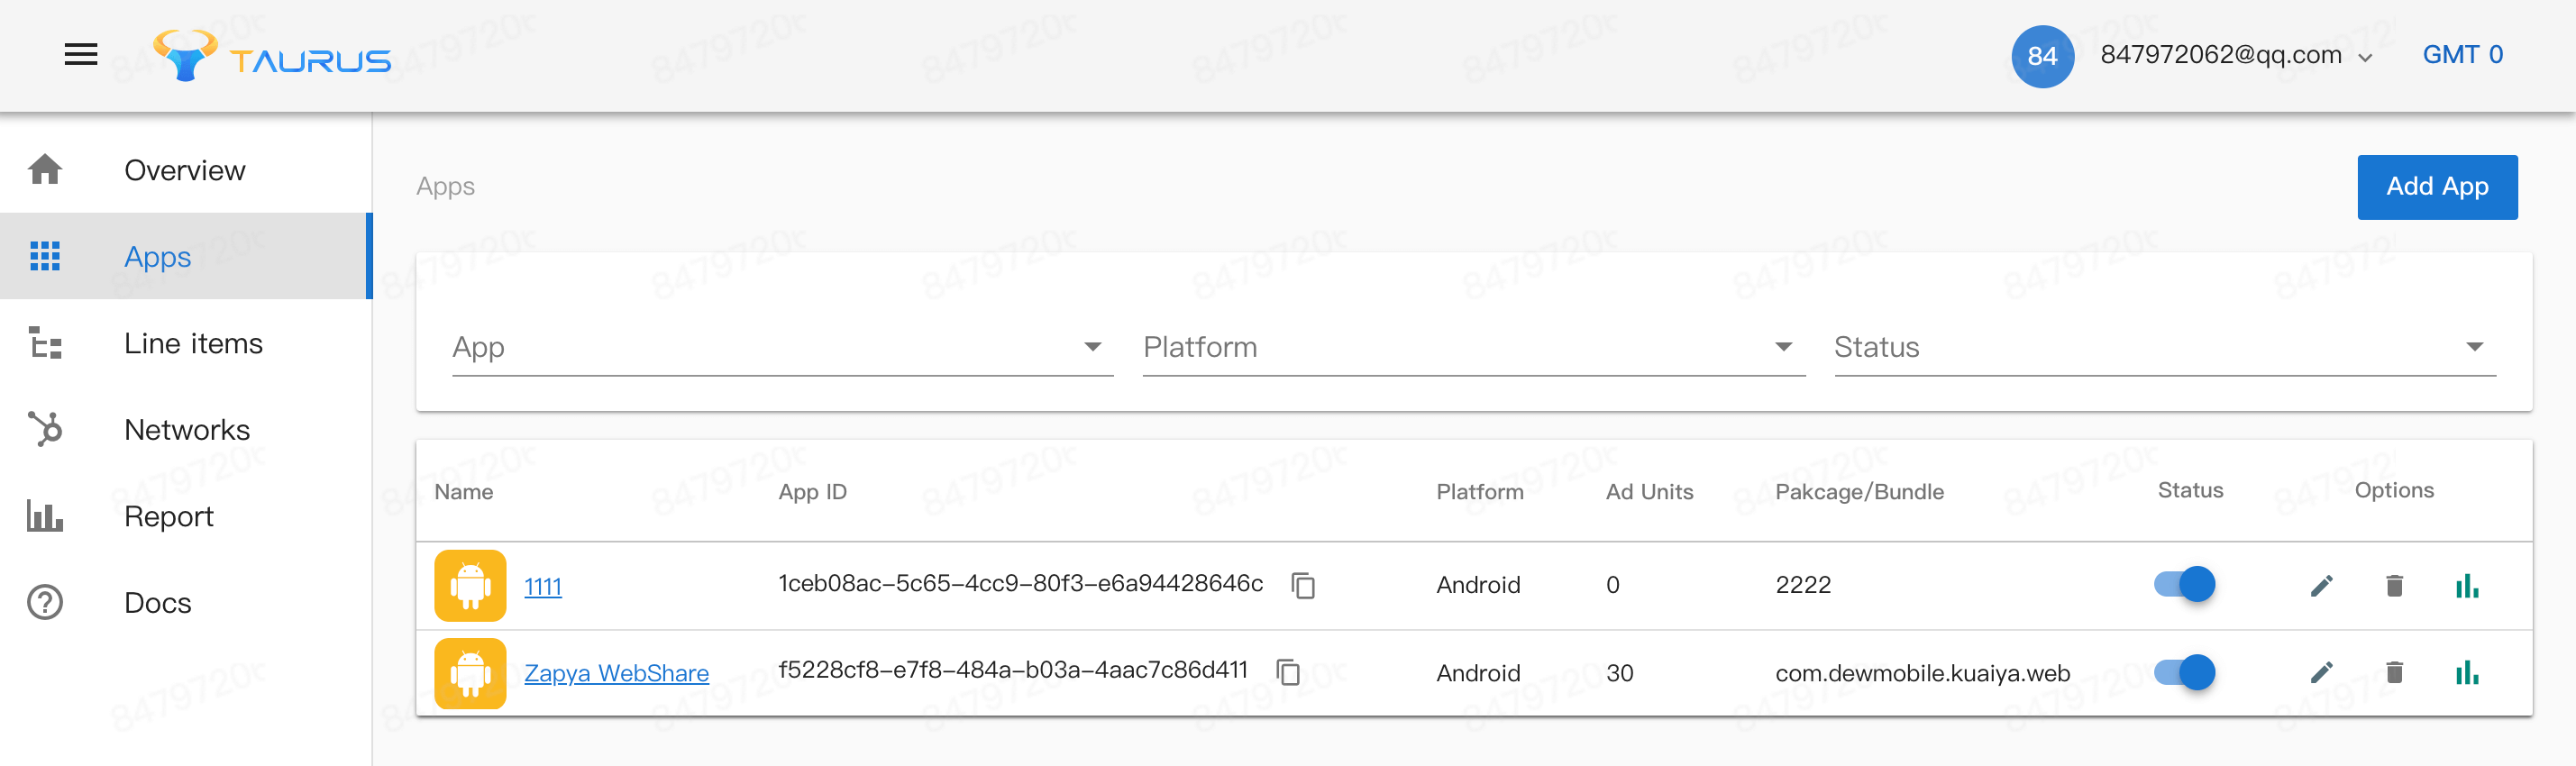 TAURUS
84
847972062@qq.com
GMT 0
Overview
Apps
Line items
Networks
Report
Docs
Apps
Add App
App
Platform
Status
Name App ID Platform Ad Units Pakcage/Bundle Status Options
1111 1ceb08ac-5c65-4cc9-80f3-e6a94428646c Android 0 2222
Zapya WebShare f5228cf8-e7f8-484a-b03a-4aac7c86d411 Android 30 com.dewmobile.kuaiya.web